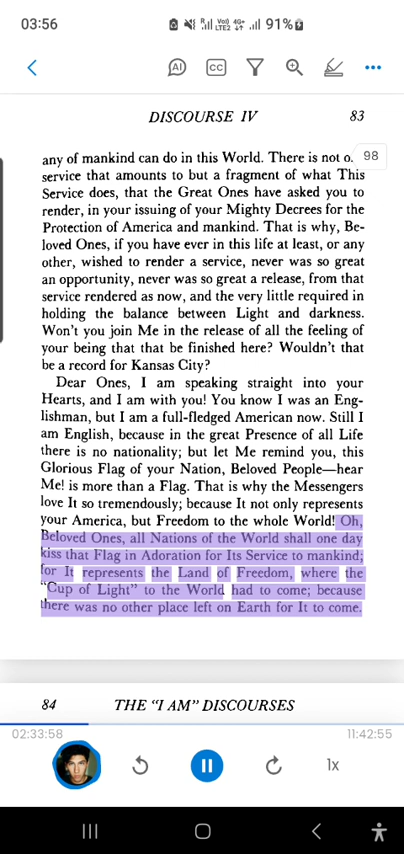 03:56
91%
AI
CC
DISCOURSE IV 83
98
any of mankind can do in this World. There is not o
service that amounts to but a fragment of what This
Service does, that the Great Ones have asked you to
render, in your issuing of your Mighty Decrees for the
Protection of America and mankind. That is why, Be-
loved Ones, if you have ever in this life at least, or any
other, wished to render a service, never was so great
an opportunity, never was so great a release, from that
service rendered as now, and the very little required in
holding the balance between Light and darkness.
Won't you join Me in the release of all the feeling of
your being that that be finished here? Wouldn't that
be a record for Kansas City?
Dear Ones, I am speaking straight into your
Hearts, and I am with you! You know I was an Eng-
lishman, but I am a full-fledged American now. Still I
am English, because in the great Presence of all Life
there is no nationality; but let Me remind you, this
Glorious Flag of your Nation, Beloved People—hear
Me! is more than a Flag. That is why the Messengers
love It so tremendously; because It not only represents
your America, but Freedom to the whole World! Oh,
Beloved Ones, all Nations of the World shall one day
kiss that Flag in Adoration for Its Service to mankind;
for It represents the Land of Freedom, where the
"Cup of Light" to the World had to come; because
there was no other place left on Earth for It to come.
84 THE "I AM" DISCOURSES
02:33:58 11:42:55
1x